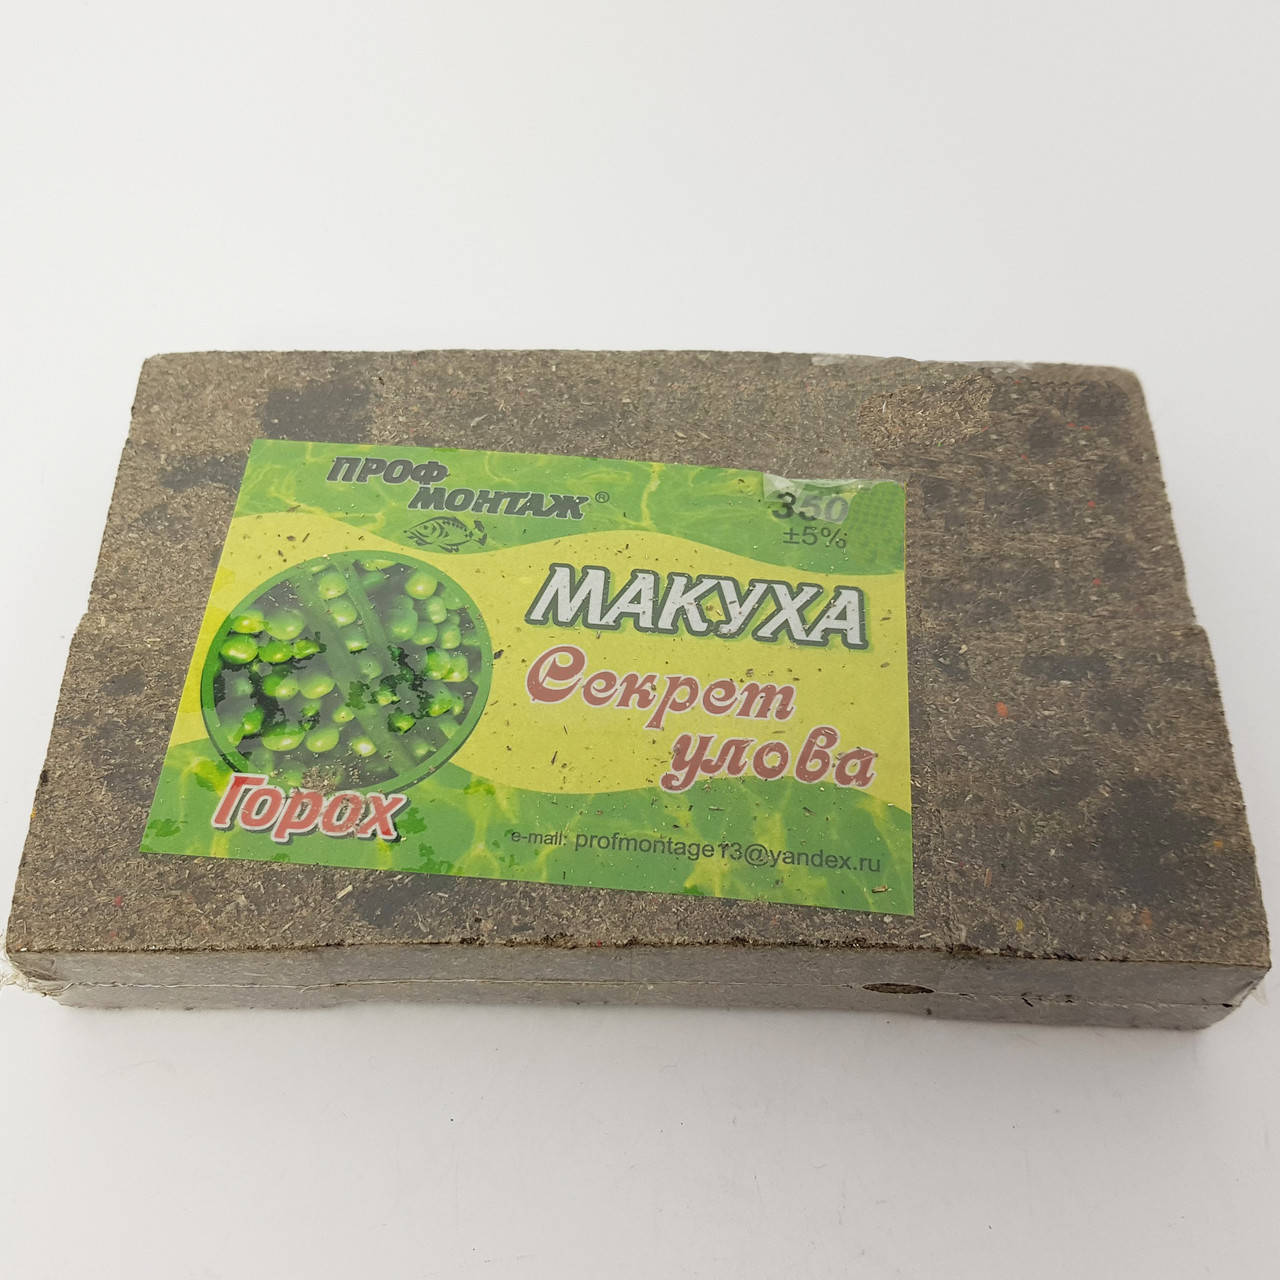 ПРОФ
МОНТАЖ®
350
±5%
МАКУХА
Секрет
улова
Горох
e-mail: profmontage13@yandex.ru